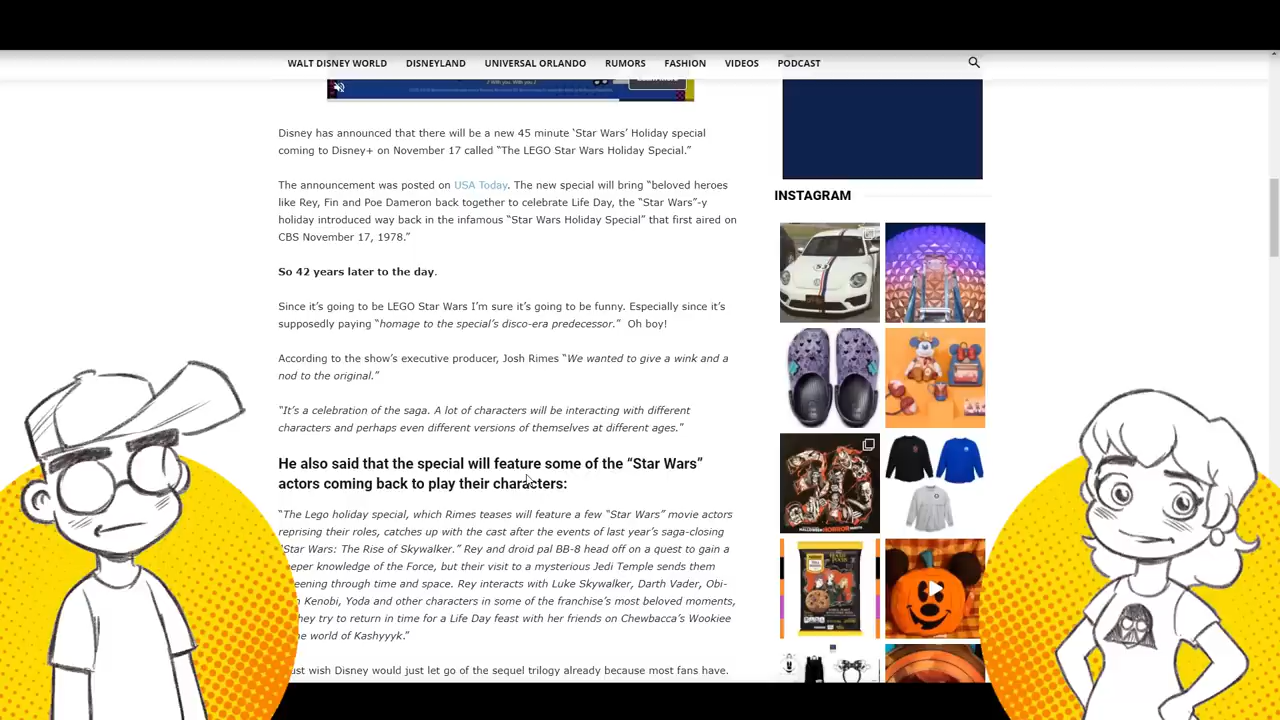 WALT DISNEY WORLD DISNEYLAND UNIVERSAL ORLANDO RUMORS FASHION VIDEOS PODCAST
Disney has announced that there will be a new 45 minute ‘Star Wars’ Holiday special
coming to Disney+ on November 17 called “The LEGO Star Wars Holiday Special.”
The announcement was posted on USA Today. The new special will bring “beloved heroes
like Rey, Fin and Poe Dameron back together to celebrate Life Day, the “Star Wars”-y
holiday introduced way back in the infamous “Star Wars Holiday Special” that first aired on
CBS November 17, 1978.”
So 42 years later to the day.
Since it’s going to be LEGO Star Wars I’m sure it’s going to be funny. Especially since it’s
supposedly paying “homage to the special’s disco-era predecessor.” Oh boy!
According to the show’s executive producer, Josh Rimes “We wanted to give a wink and a
nod to the original.”
“It’s a celebration of the saga. A lot of characters will be interacting with different
characters and perhaps even different versions of themselves at different ages.”
He also said that the special will feature some of the “Star Wars”
actors coming back to play their characters:
“The Lego holiday special, which Rimes teases will feature a few “Star Wars” movie actors
reprising their roles, catches up with the cast after the events of last year’s saga-closing
“Star Wars: The Rise of Skywalker.” Rey and droid pal BB-8 head off on a quest to gain a
eeper knowledge of the Force, but their visit to a mysterious Jedi Temple sends them
eening through time and space. Rey interacts with Luke Skywalker, Darth Vader, Obi-
Kenobi, Yoda and other characters in some of the franchise’s most beloved moments,
hey try to return in time for a Life Day feast with her friends on Chewbacca’s Wookiee
e world of Kashyyyk.”
ust wish Disney would just let go of the sequel trilogy already because most fans have.
INSTAGRAM
53